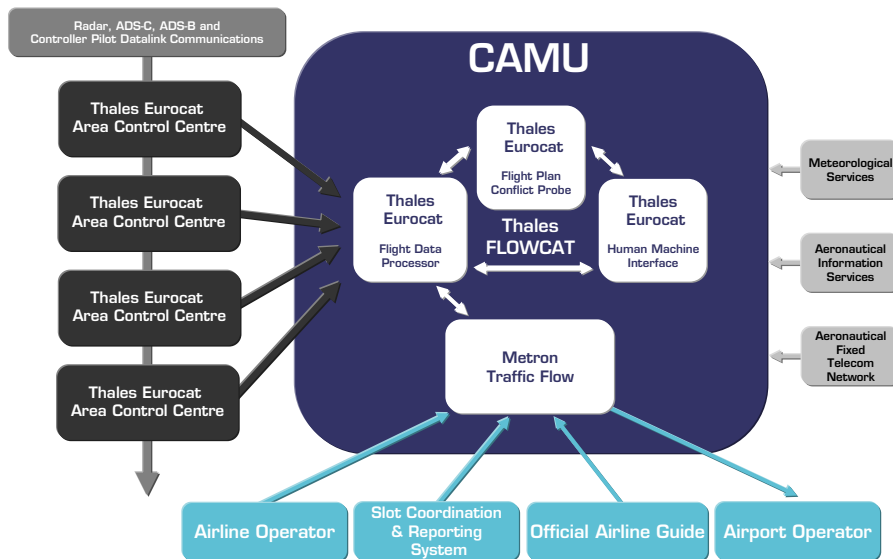 Radar, ADS-C, ADS-B and
Controller Pilot Datalink Communications
Thales Eurocat
Area Control Centre
Thales Eurocat
Area Control Centre
Thales Eurocat
Area Control Centre
Thales Eurocat
Area Control Centre
CAMU
Thales
Eurocat
Flight Plan
Conflict Probe
Thales
Eurocat
Flight Data
Processor
Thales
FLOWCAT
Thales
Eurocat
Human Machine
Interface
Metron
Traffic Flow
Meteorological
Services
Aeronautical
Information
Services
Aeronautical
Fixed
Telecom
Network
Airline Operator
Slot Coordination
& Reporting
System
Official Airline Guide
Airport Operator